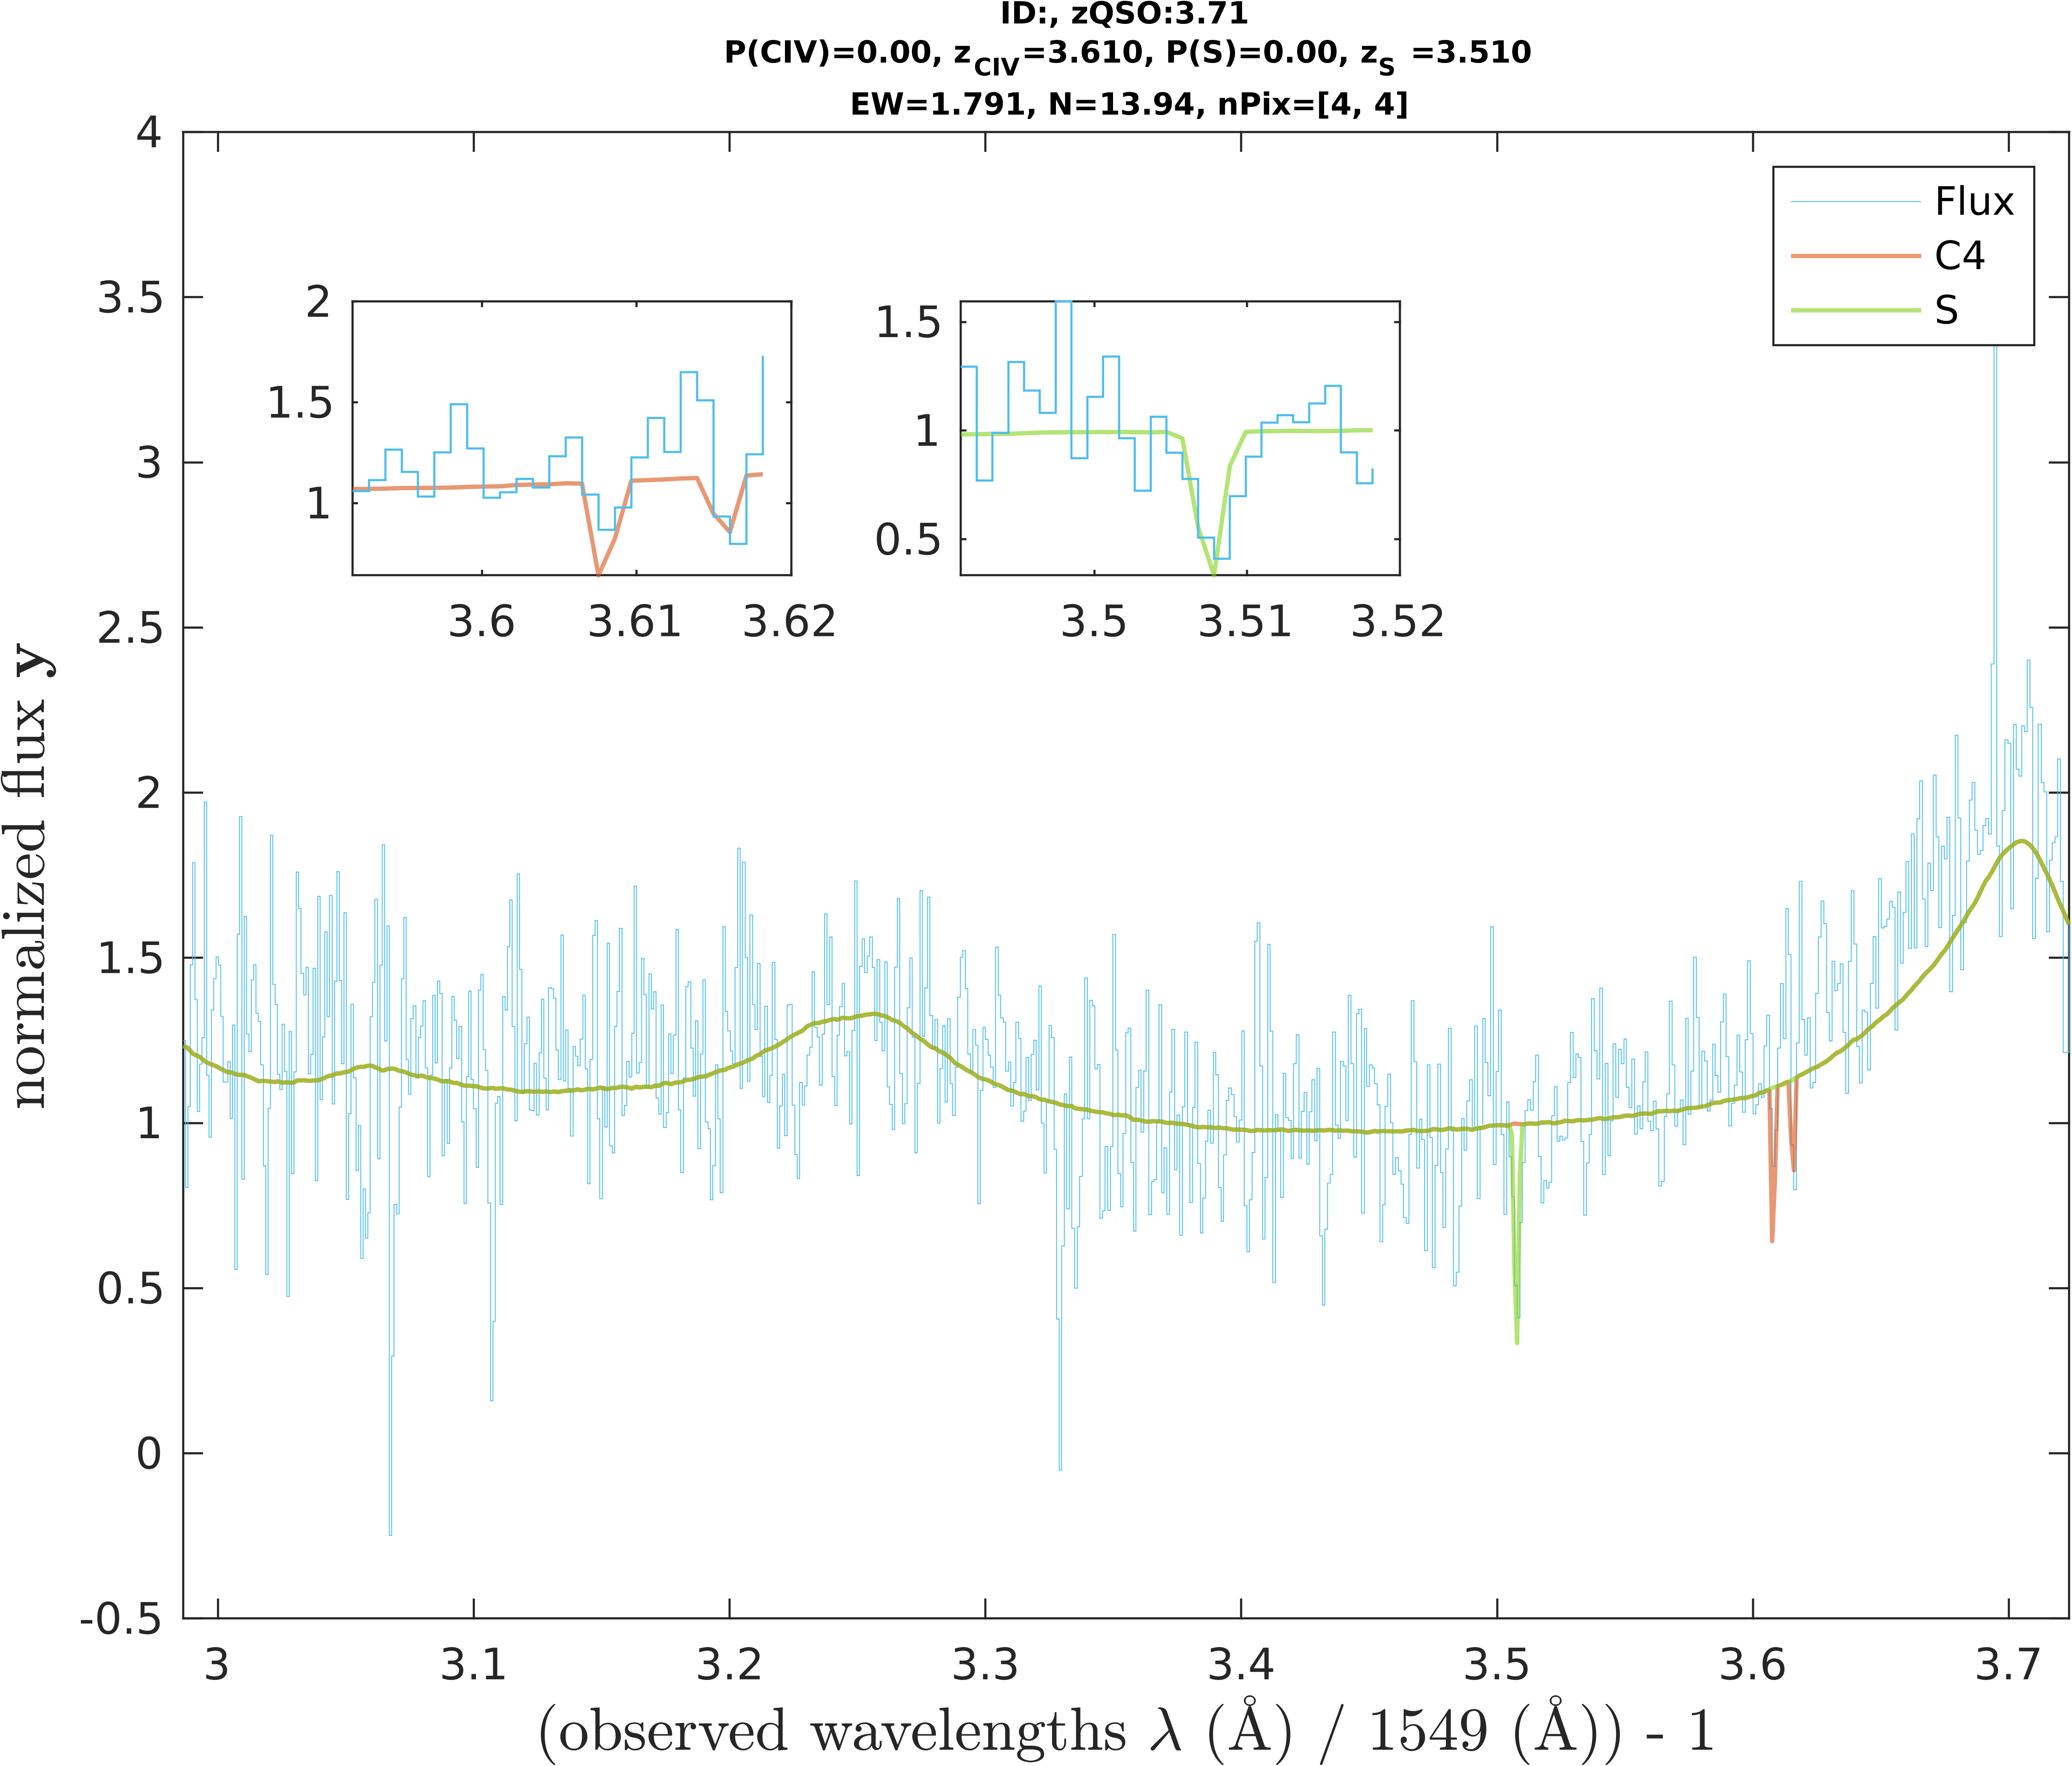 ID:, zQSO:3.71
P(CIV)=0.00, z CIV=3.610, P(S)=0.00, z S =3.510
EW=1.791, N=13.94, nPix=[4, 4]
4
3.5
3
2.5
2
1.5
1
0.5
0
-0.5
normalized flux y
Flux
C4
S
2
1.5
1
3.6 3.61 3.62
1.5
1
0.5
3.5 3.51 3.52
3 3.1 3.2 3.3 3.4 3.5 3.6 3.7
(observed wavelengths λ (Å) / 1549 (Å)) - 1